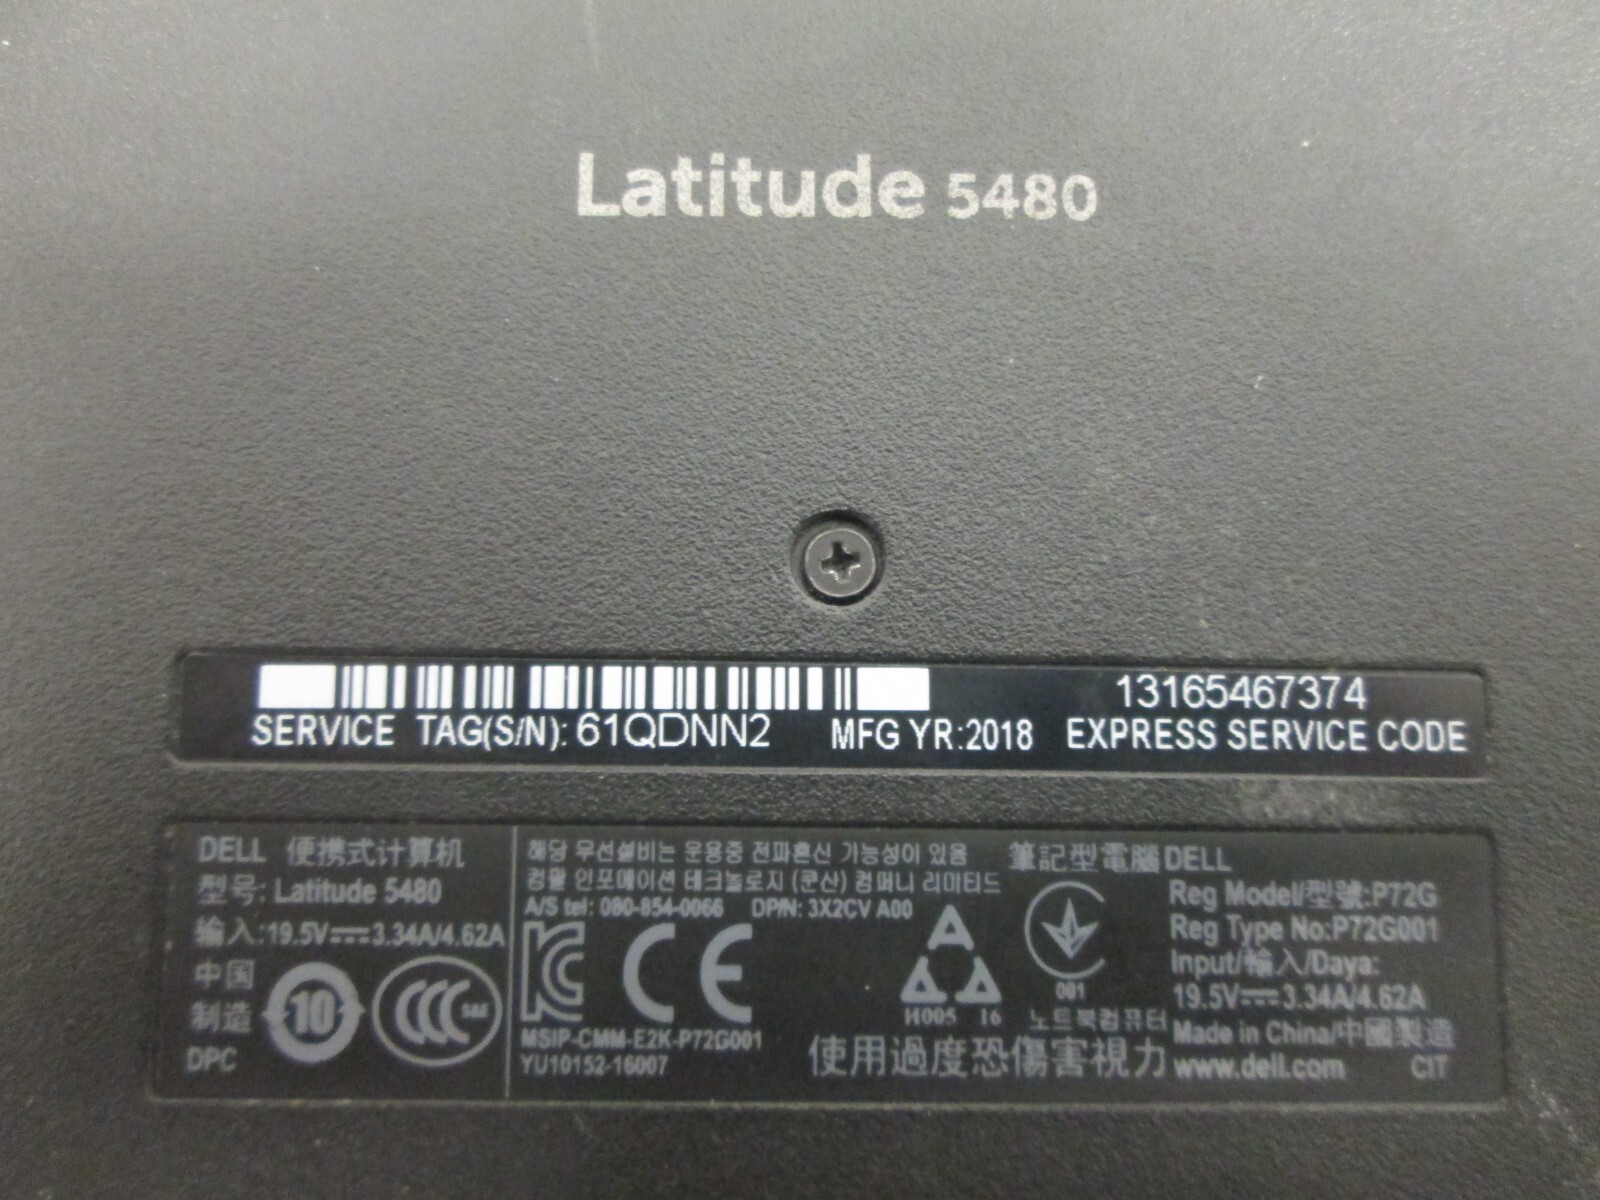 Latitude 5480
SERVICE TAG(S/N): 61QDNN2
MFG YR:2018
13165467374
EXPRESS SERVICE CODE
DELL 便携式计算机
型号: Latitude 5480
输入:19.5V⎓3.34A/4.62A
中国
制造
DPC
10
CCC
S&E
해당 무선설비는 운용중 전파혼신 가능성이 있음
컴팔 인포메이션 테크놀로지 (쿤산) 컴퍼니 리미티드
A/S tel: 080-854-0066 DP/N: 3X2CV A00
KC
CE
MSIP-CMM-E2K-P72G001
YU10152-16007
H005 16
001
노트북컴퓨터
使用過度恐傷害視力
筆記型電腦 DELL
Reg Model/型號:P72G
Reg Type No:P72G001
Input/輸入/Daya:
19.5V⎓3.34A/4.62A
Made in China/中國製造
www.dell.com CIT